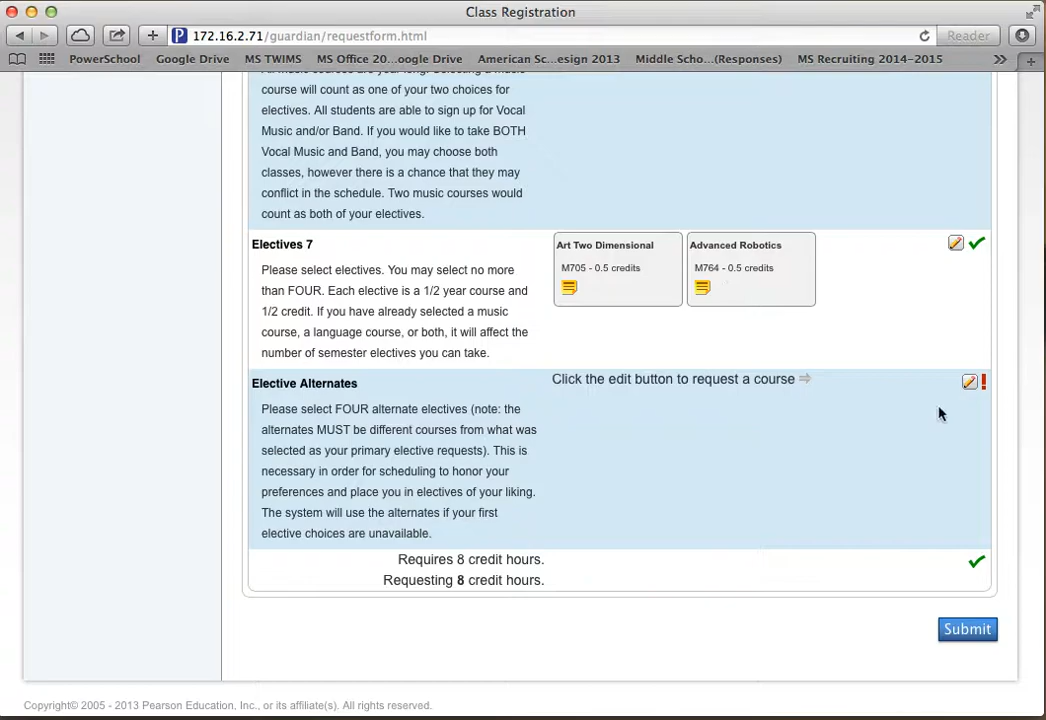 Class Registration
172.16.2.71/guardian/requestform.html
Reader
PowerSchool Google Drive MS TWIMS MS Office 20...oogle Drive American Sc...esign 2013 Middle Scho...(Responses) MS Recruiting 2014–2015
All music courses are year long. Selecting a music
course will count as one of your two choices for
electives. All students are able to sign up for Vocal
Music and/or Band. If you would like to take BOTH
Vocal Music and Band, you may choose both
classes, however there is a chance that they may
conflict in the schedule. Two music courses would
count as both of your electives.
Electives 7
Please select electives. You may select no more
than FOUR. Each elective is a 1/2 year course and
1/2 credit. If you have already selected a music
course, a language course, or both, it will affect the
number of semester electives you can take.
Art Two Dimensional
M705 - 0.5 credits
Advanced Robotics
M764 - 0.5 credits
Elective Alternates
Please select FOUR alternate electives (note: the
alternates MUST be different courses from what was
selected as your primary elective requests). This is
necessary in order for scheduling to honor your
preferences and place you in electives of your liking.
The system will use the alternates if your first
elective choices are unavailable.
Click the edit button to request a course
Requires 8 credit hours.
Requesting 8 credit hours.
Submit
Copyright© 2005 - 2013 Pearson Education, Inc., or its affiliate(s). All rights reserved.